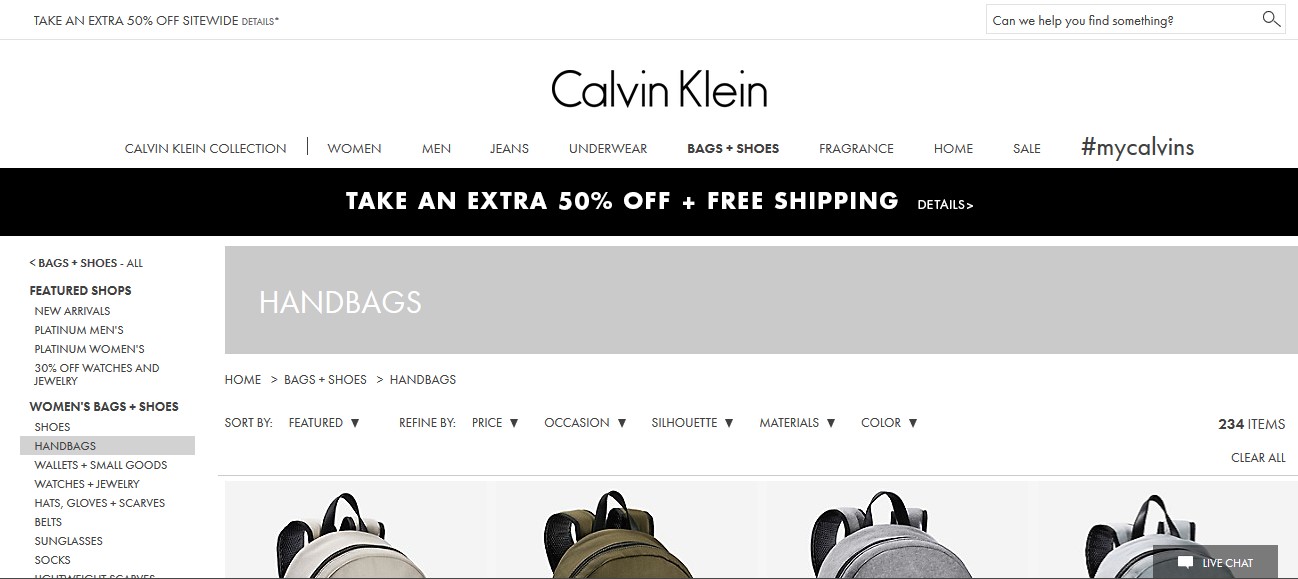 TAKE AN EXTRA 50% OFF SITEWIDE DETAILS*
Can we help you find something?
Calvin Klein
CALVIN KLEIN COLLECTION | WOMEN MEN JEANS UNDERWEAR BAGS + SHOES FRAGRANCE HOME SALE #mycalvins
TAKE AN EXTRA 50% OFF + FREE SHIPPING DETAILS>
< BAGS + SHOES - ALL
FEATURED SHOPS
NEW ARRIVALS
PLATINUM MEN'S
PLATINUM WOMEN'S
30% OFF WATCHES AND
JEWELRY
WOMEN'S BAGS + SHOES
SHOES
HANDBAGS
WALLETS + SMALL GOODS
WATCHES + JEWELRY
HATS, GLOVES + SCARVES
BELTS
SUNGLASSES
SOCKS
LIGHTWEIGHT SCARVES
HANDBAGS
HOME > BAGS + SHOES > HANDBAGS
SORT BY: FEATURED ▼ REFINE BY: PRICE ▼ OCCASION ▼ SILHOUETTE ▼ MATERIALS ▼ COLOR ▼
234 ITEMS
CLEAR ALL
LIVE CHAT